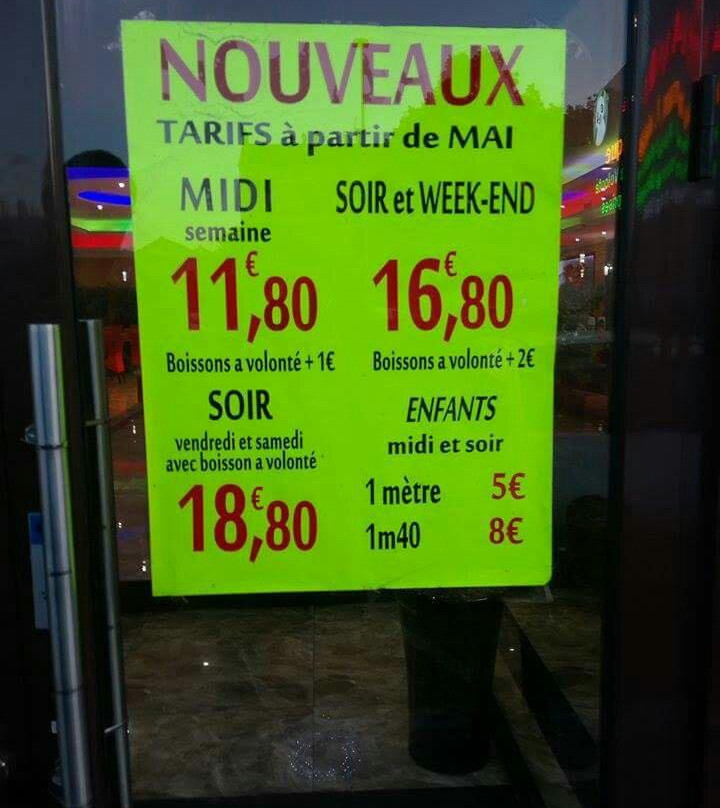 NOUVEAUX
TARIFS à partir de MAI
MIDI
semaine
11,80€
Boissons a volonté + 1€
SOIR et WEEK-END
16,80€
Boissons a volonté + 2€
SOIR
vendredi et samedi
avec boisson a volonté
18,80€
ENFANTS
midi et soir
1 mètre 5€
1m40 8€